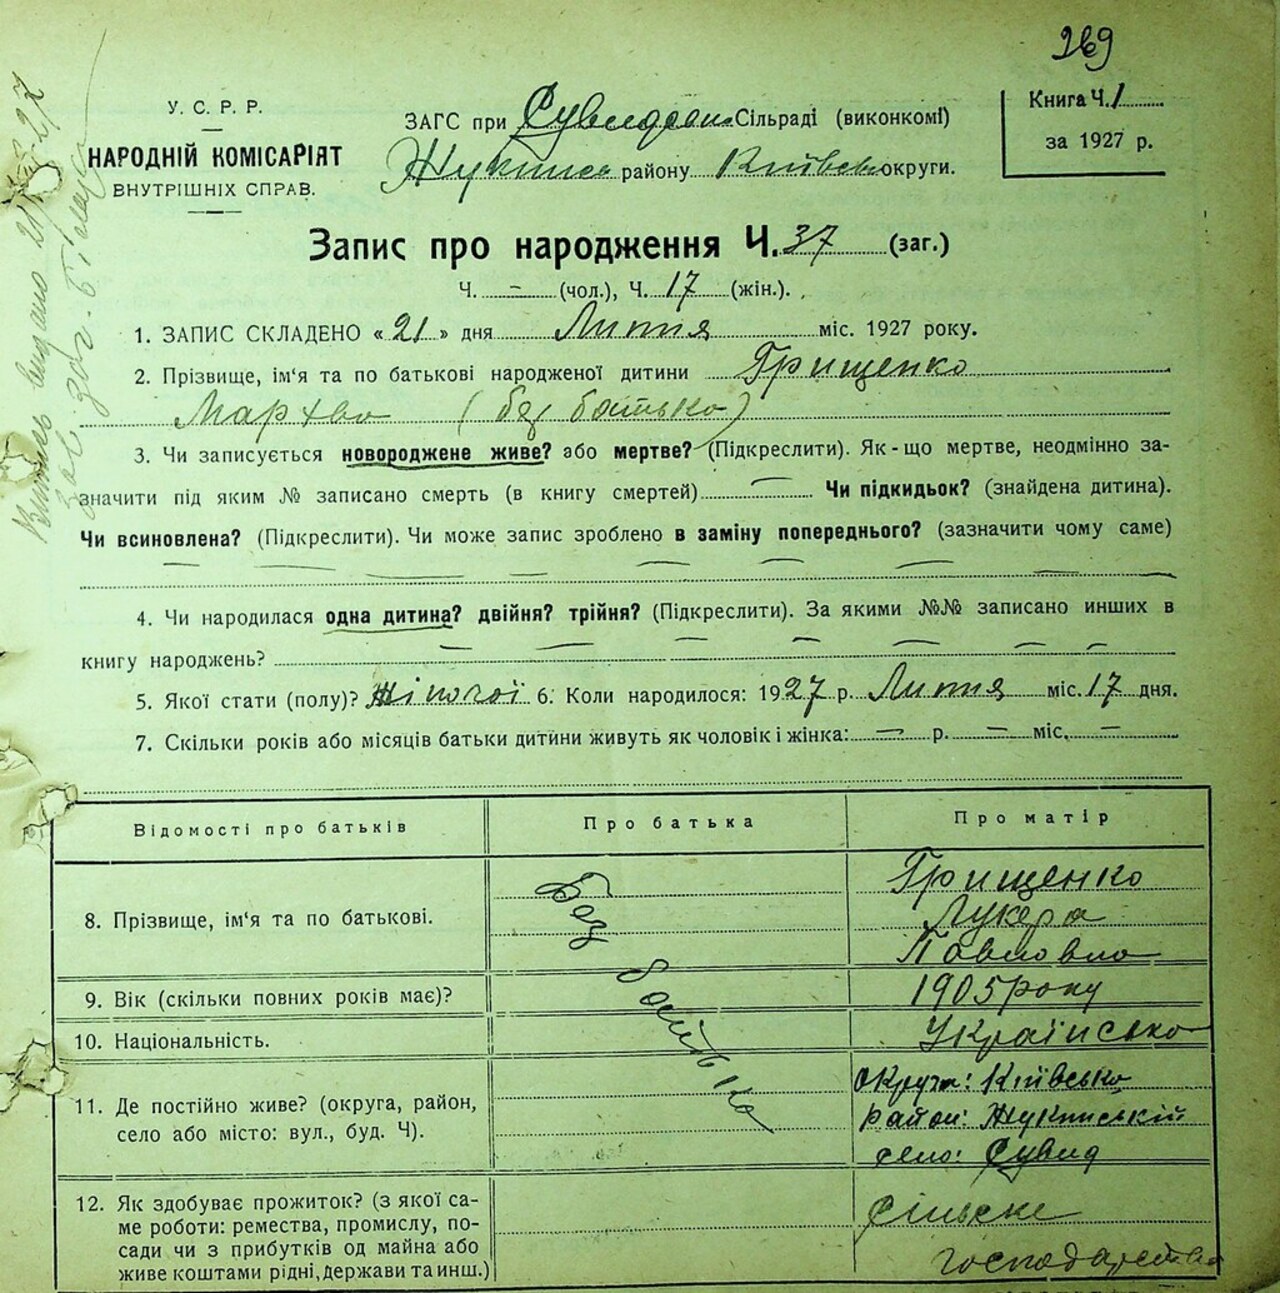 269
У. С. Р. Р.
НАРОДНІЙ КОМІСАРІЯТ
ВНУТРІШНІХ СПРАВ.
ЗАГС при Сувидськ. Сільраді (виконкомі)
Жукинсь району Київсь округи.
Книга Ч. 1
за 1927 р.
Запис про народження Ч. 37 (заг.)
Ч. – (чол.), Ч. 17 (жін.).
1. ЗАПИС СКЛАДЕНО « 21 » дня Липня міс. 1927 року.
2. Прізвище, ім'я та по батькові народженої дитини Грищенко
Мархва (без батька)
3. Чи записується новороджене живе? або мертве? (Підкреслити). Як-що мертве, неодмінно за-
значити під яким № записано смерть (в книгу смертей) — Чи підкидьок? (знайдена дитина).
Чи всиновлена? (Підкреслити). Чи може запис зроблено в заміну попереднього? (зазначити чому саме)
4. Чи народилася одна дитина? двійня? трійня? (Підкреслити). За якими №№ записано инших в
книгу народжень?
5. Якої стати (полу)? Жіночої 6. Коли народилося: 1927 р. Липня міс. 17 дня.
7. Скільки років або місяців батьки дитини живуть як чоловік і жінка: — р. — міс. —
Відомості про батьків Про батька Про матір
8. Прізвище, ім'я та по батькові. Без батька Грищенко
Лукера
Павловна
9. Вік (скільки повних років має)? 1905 року
10. Національність. Українська
11. Де постійно живе? (округа, район,
село або місто: вул., буд. Ч).
Округа: Київська
район: Жукинській
село: Сувид
12. Як здобуває прожиток? (з якої са-
ме роботи: ремества, промислу, по-
сади чи з прибутків од майна або
живе коштами рідні, держави та инш.)
Сільське
господарство